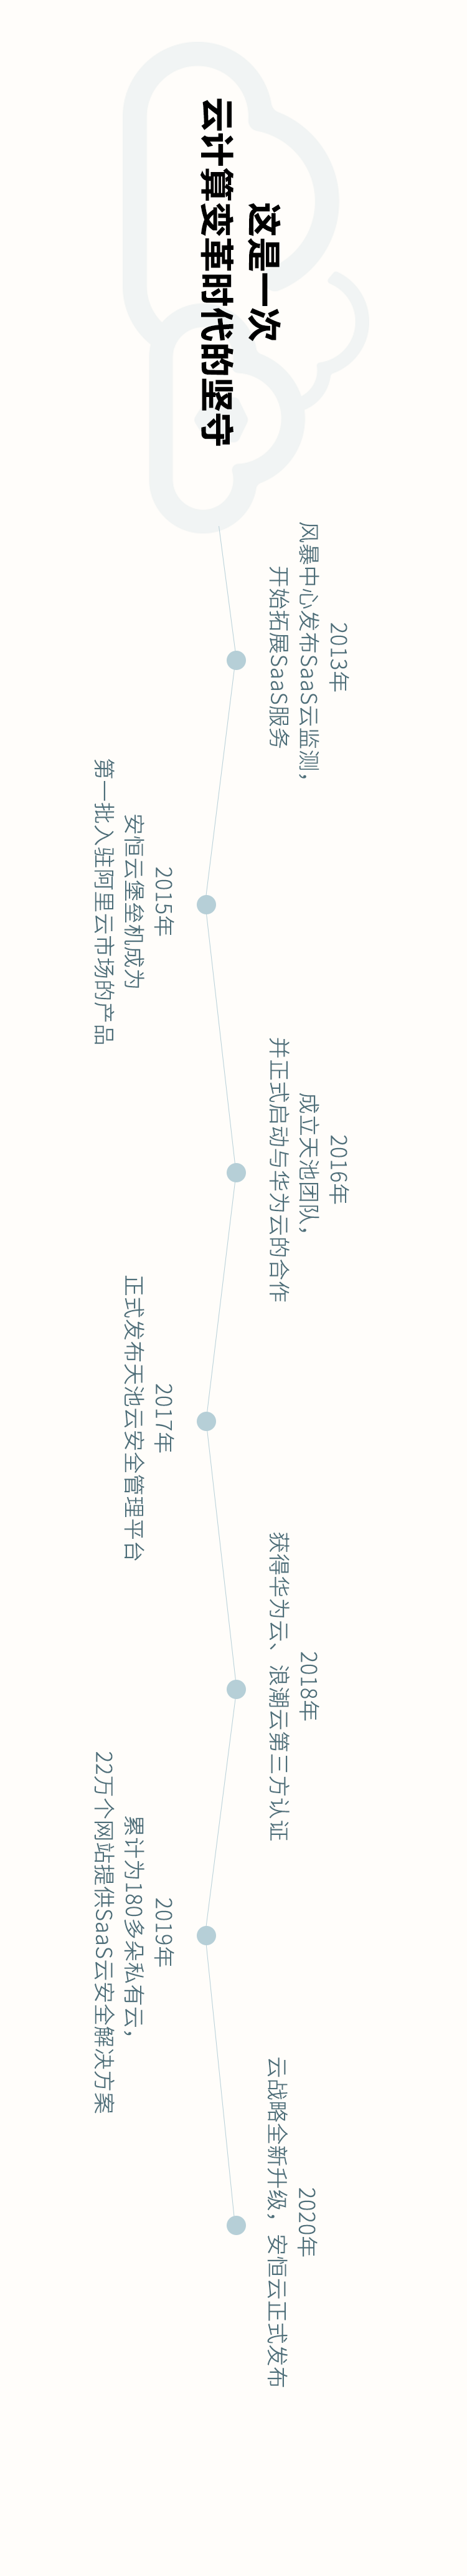 这是一次
云计算变革时代的坚守
2013年
风暴中心发布SaaS云监测，
开始拓展SaaS服务
2015年
安恒云堡垒机成为
第一批入驻阿里云市场的产品
2016年
成立天池团队，
并正式启动与华为云的合作
2017年
正式发布天池云安全管理平台
2018年
获得华为云、浪潮云第三方认证
2019年
累计为180多朵私有云，
22万个网站提供SaaS云安全解决方案
2020年
云战略全新升级，安恒云正式发布